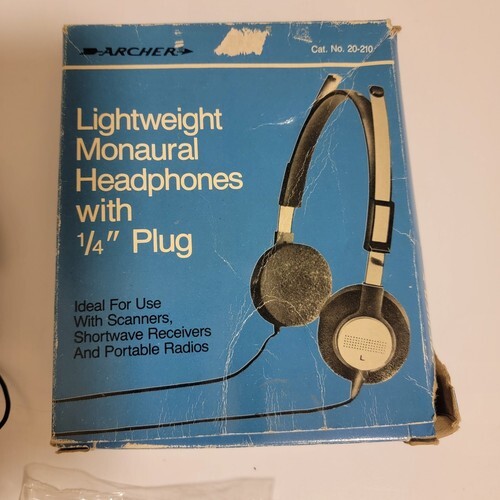 ARCHER
Cat. No. 20-210
Lightweight
Monaural
Headphones
with
1/4" Plug
Ideal For Use
With Scanners,
Shortwave Receivers
And Portable Radios
L